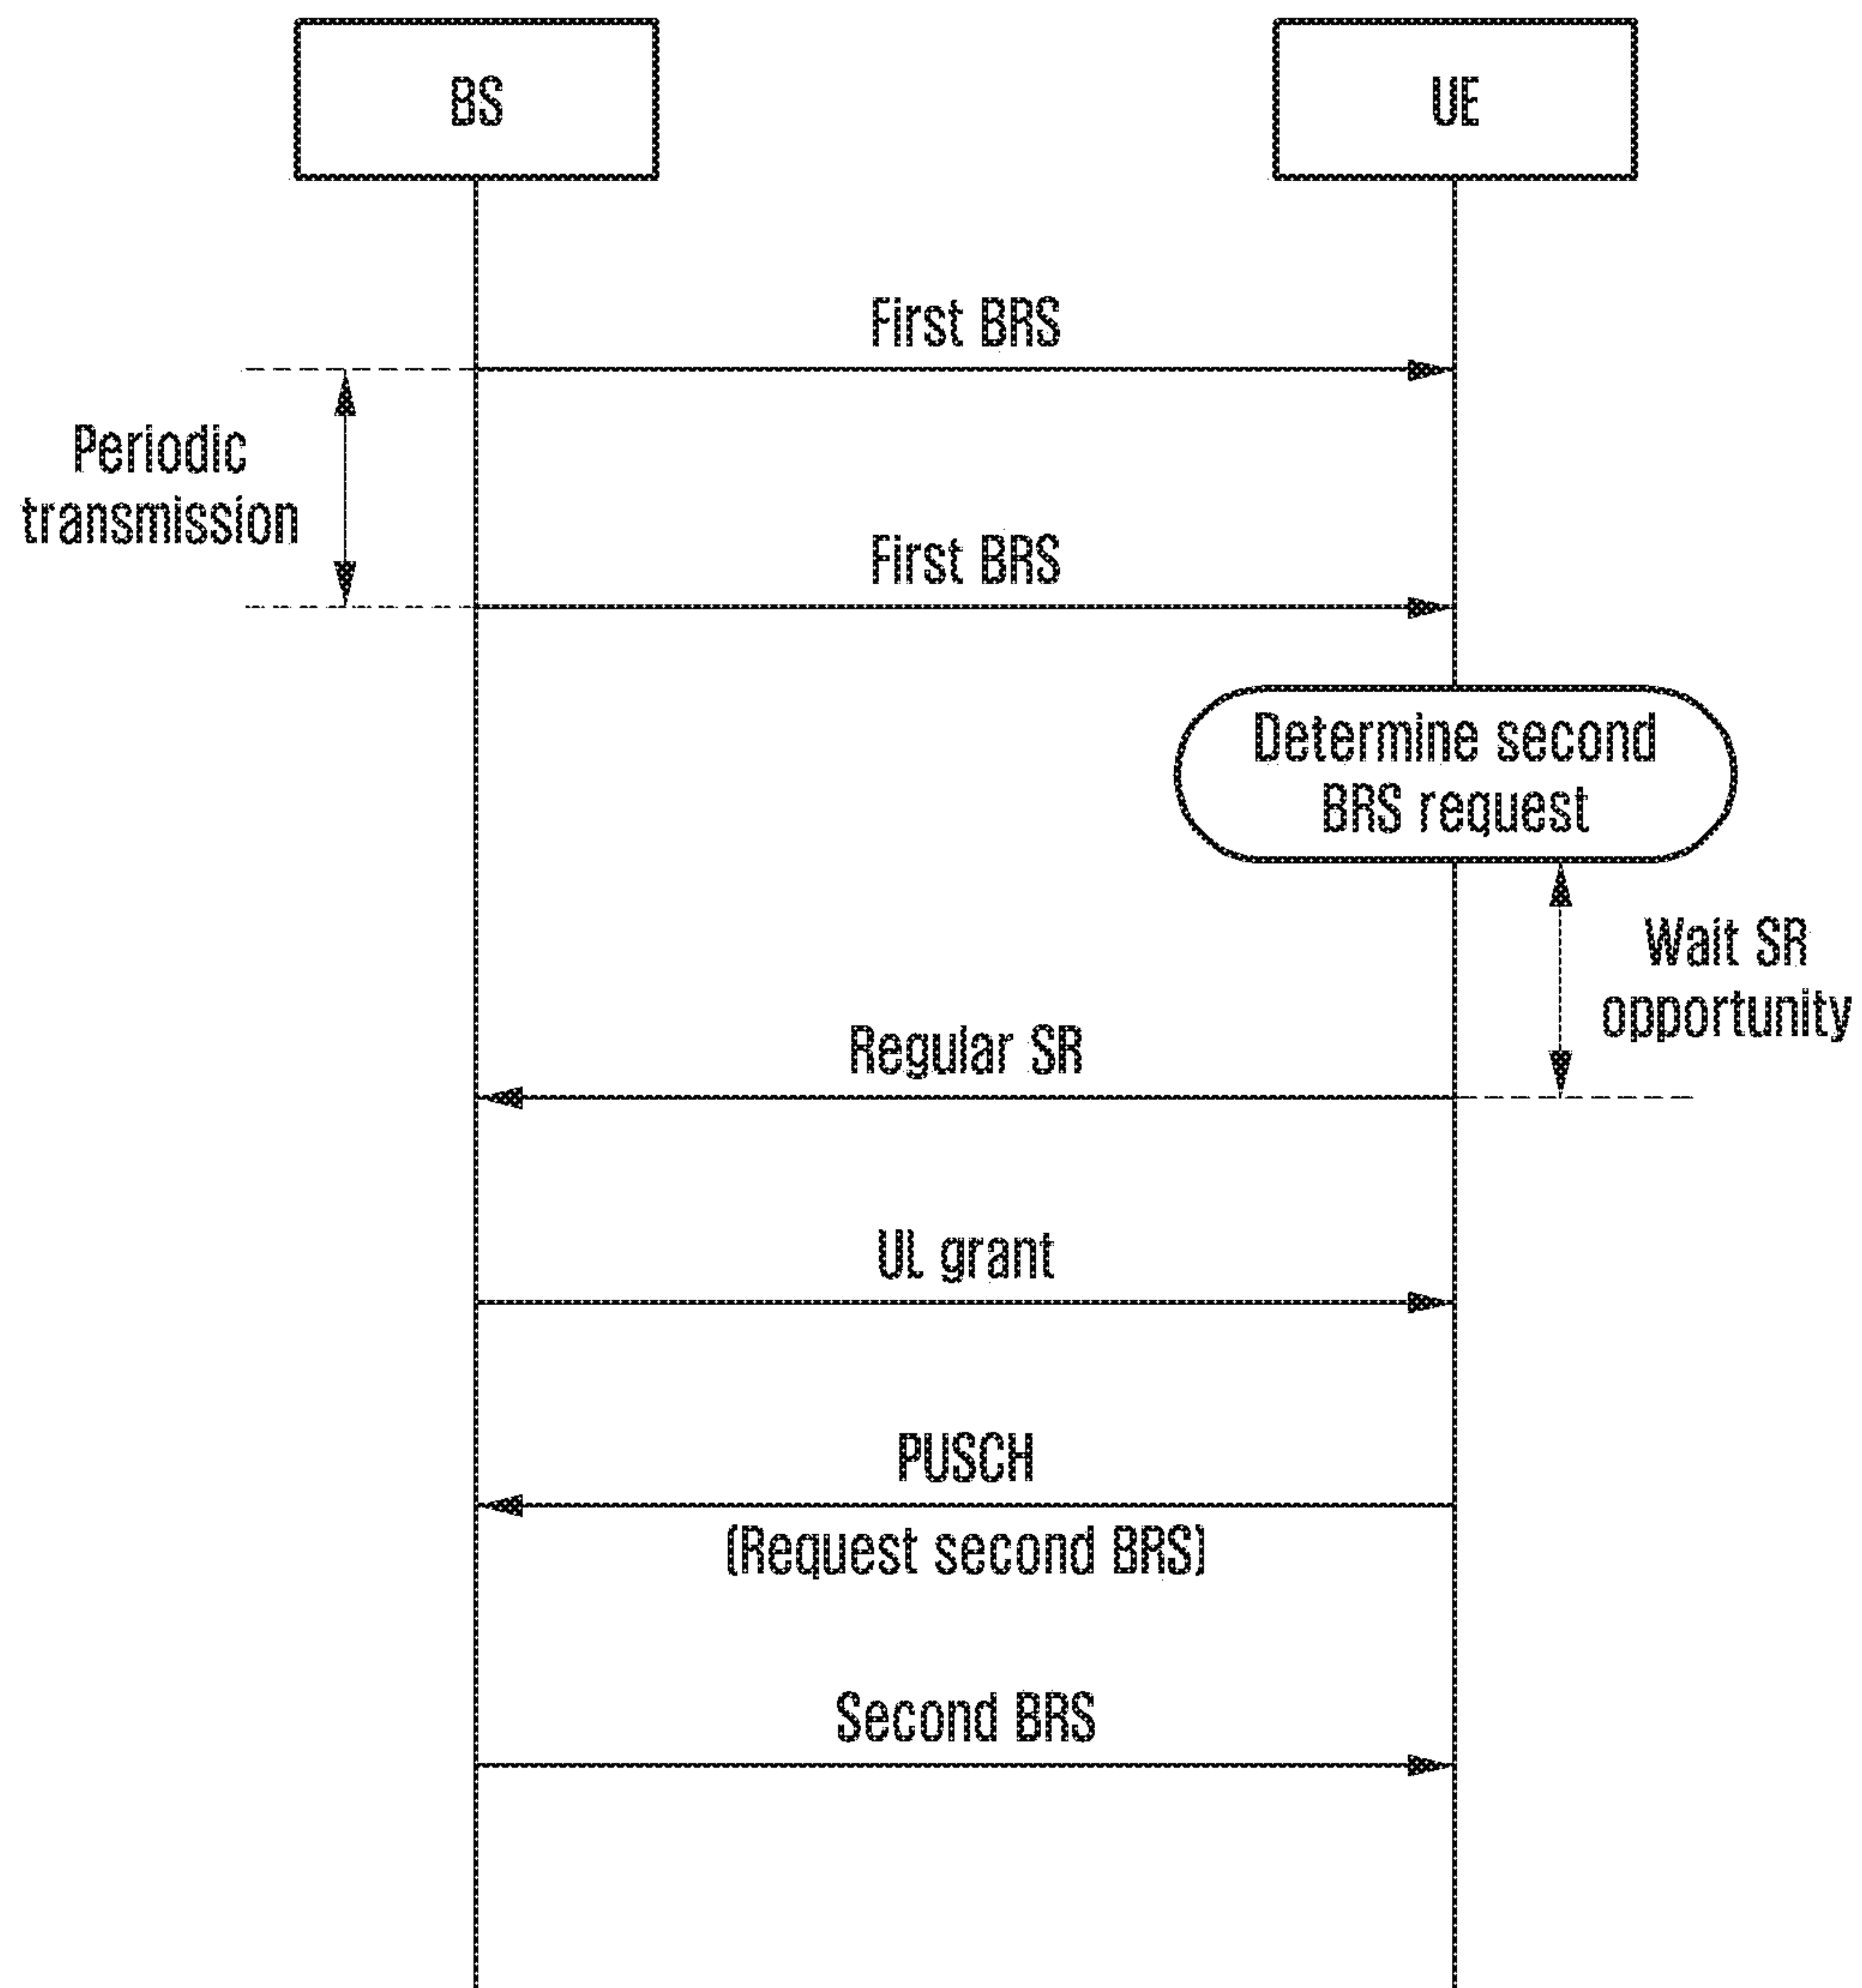 BS
UE
First BRS
Periodic
transmission
First BRS
Determine second
BRS request
Wait SR
opportunity
Regular SR
UL grant
PUSCH
(Request second BRS)
Second BRS